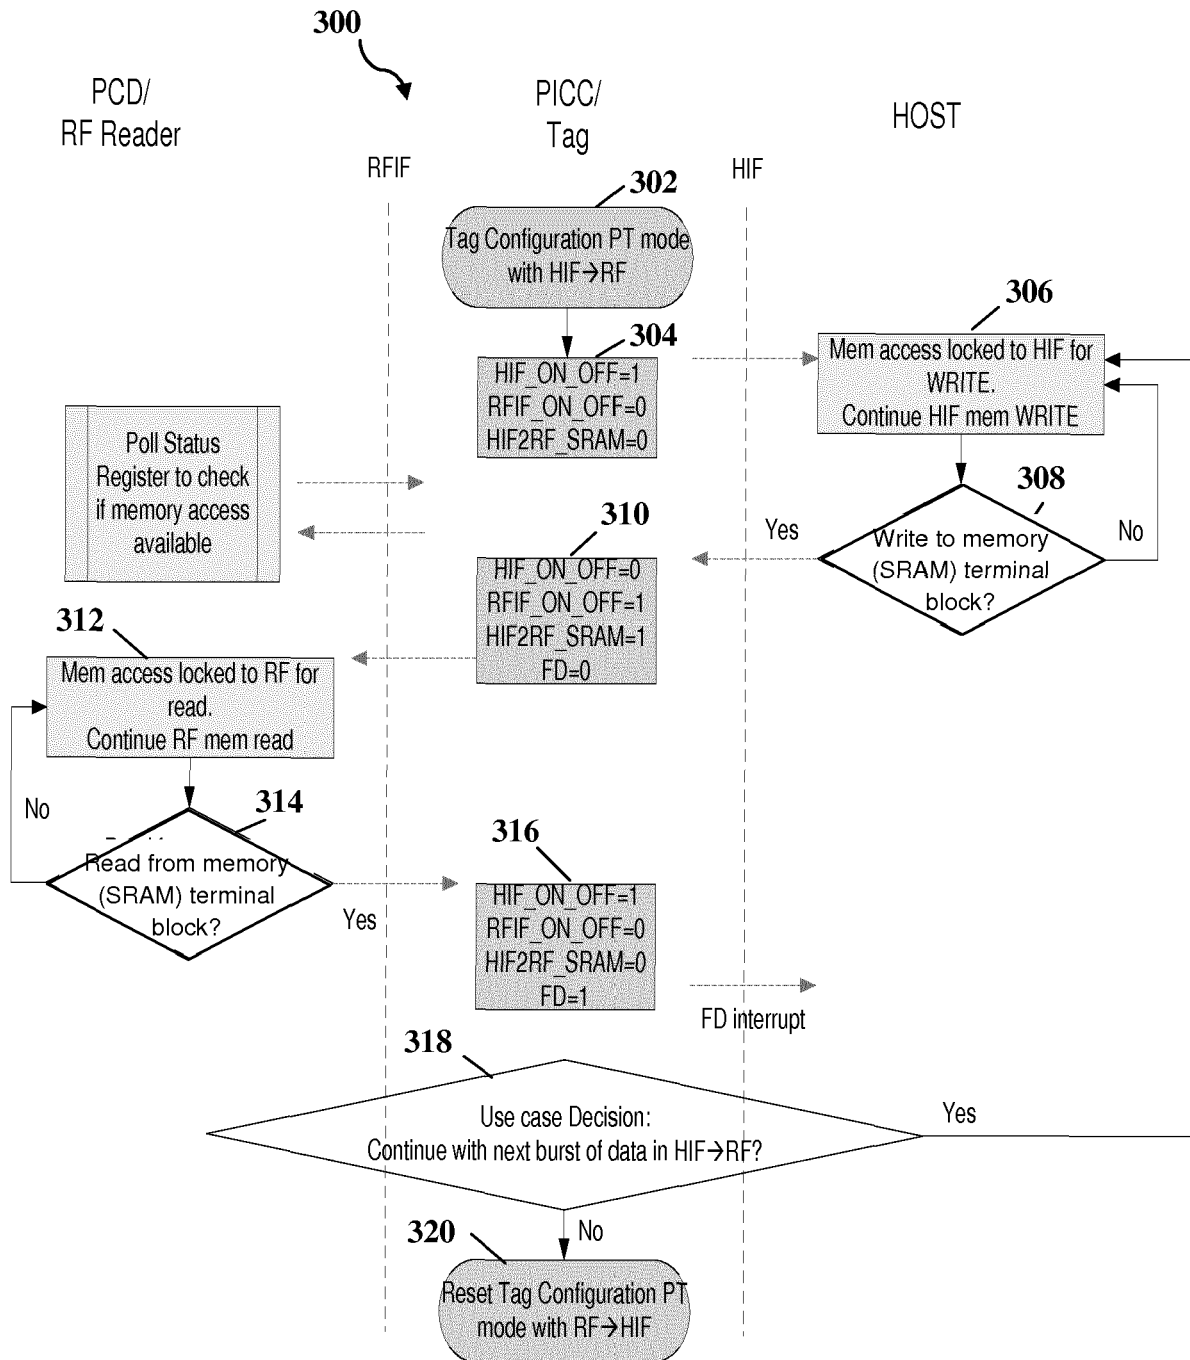 300
PCD/
RF Reader
PICC/
Tag
HOST
RFIF
HIF
302
Tag Configuration PT mode
with HIF→RF
304
HIF_ON_OFF=1
RFIF_ON_OFF=0
HIF2RF_SRAM=0
306
Mem access locked to HIF for
WRITE.
Continue HIF mem WRITE
Poll Status
Register to check
if memory access
available
308
Write to memory
(SRAM) terminal
block?
Yes
No
310
HIF_ON_OFF=0
RFIF_ON_OFF=1
HIF2RF_SRAM=1
FD=0
312
Mem access locked to RF for
read.
Continue RF mem read
314
Read from memory
(SRAM) terminal
block?
No
Yes
316
HIF_ON_OFF=1
RFIF_ON_OFF=0
HIF2RF_SRAM=0
FD=1
FD interrupt
318
Use case Decision:
Continue with next burst of data in HIF→RF?
Yes
No
320
Reset Tag Configuration PT
mode with RF→HIF